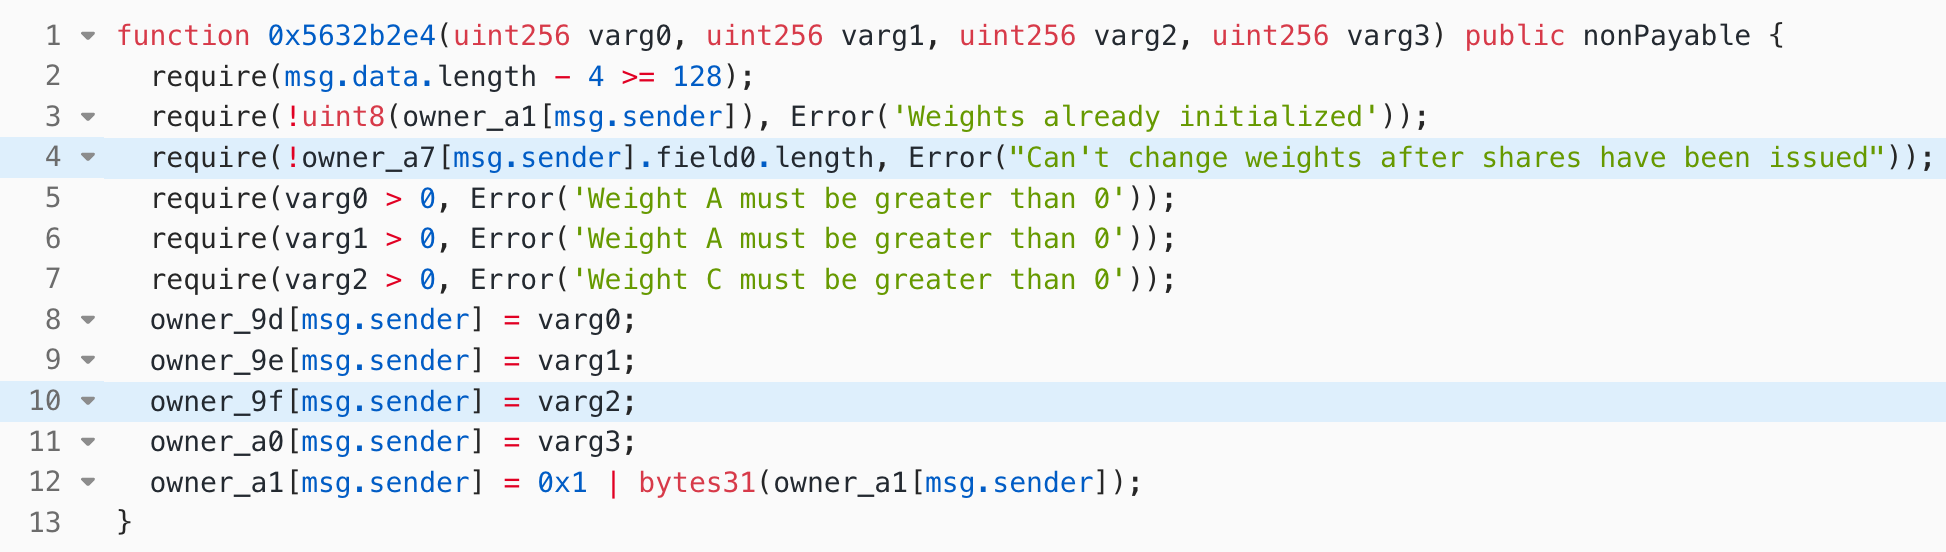 1 function 0x5632b2e4(uint256 varg0, uint256 varg1, uint256 varg2, uint256 varg3) public nonPayable {
2 require(msg.data.length - 4 >= 128);
3 require(!uint8(owner_a1[msg.sender]), Error('Weights already initialized'));
4 require(!owner_a7[msg.sender].field0.length, Error("Can't change weights after shares have been issued"));
5 require(varg0 > 0, Error('Weight A must be greater than 0'));
6 require(varg1 > 0, Error('Weight A must be greater than 0'));
7 require(varg2 > 0, Error('Weight C must be greater than 0'));
8 owner_9d[msg.sender] = varg0;
9 owner_9e[msg.sender] = varg1;
10 owner_9f[msg.sender] = varg2;
11 owner_a0[msg.sender] = varg3;
12 owner_a1[msg.sender] = 0x1 | bytes31(owner_a1[msg.sender]);
13 }